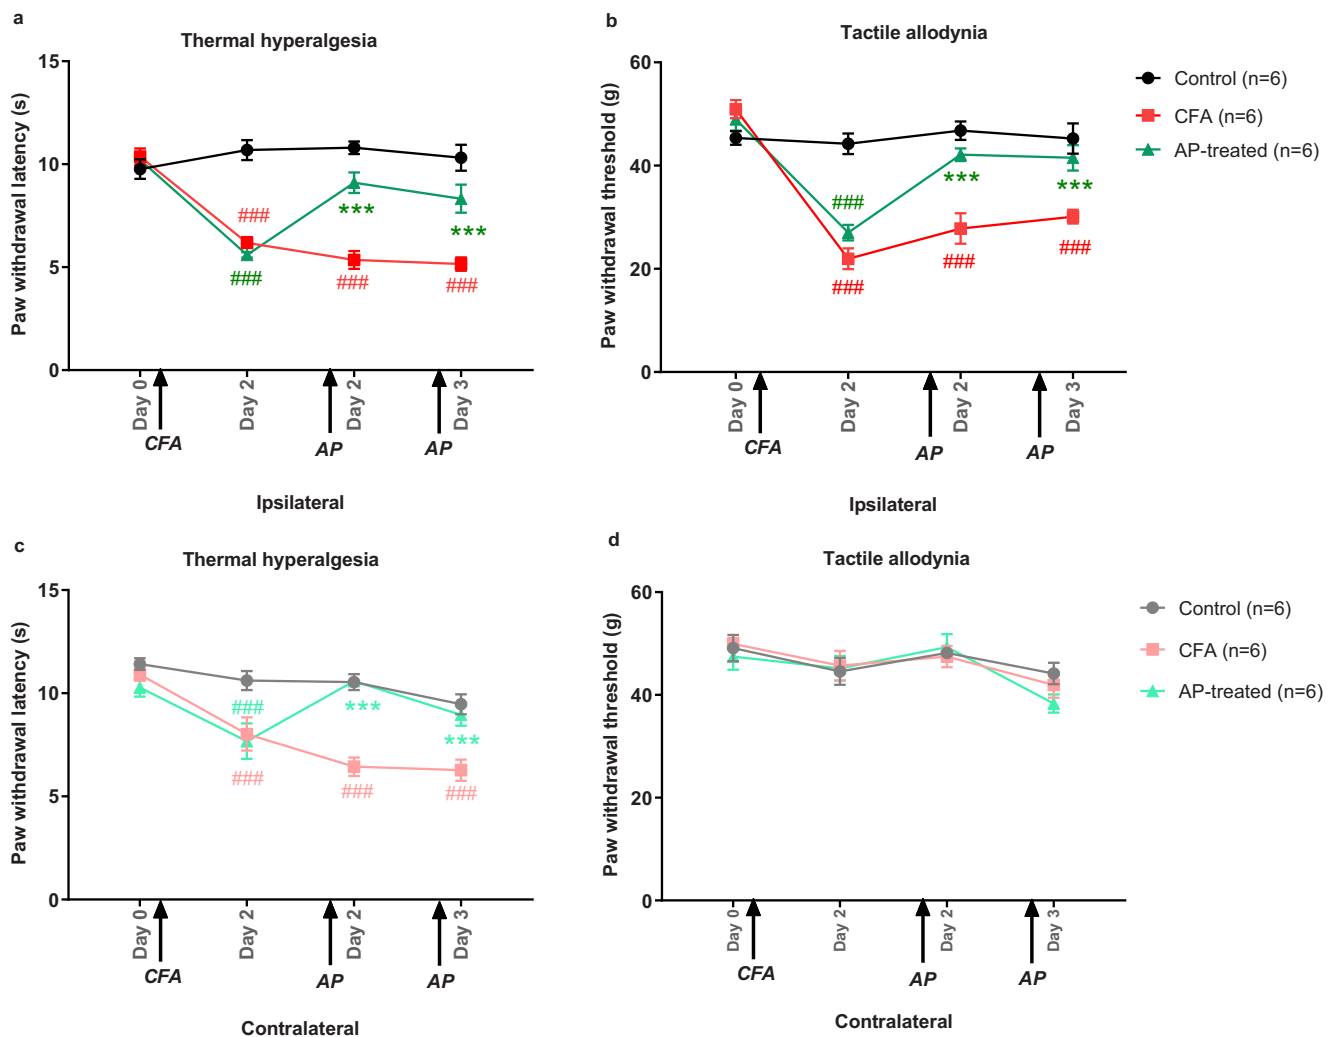 a
Thermal hyperalgesia
15
10
5
0
Paw withdrawal latency (s)
###
###
***
###
***
###
Day 0
Day 2
Day 2
Day 3
CFA
AP
AP
Ipsilateral
b
Tactile allodynia
60
40
20
0
Paw withdrawal threshold (g)
###
###
***
###
***
###
Day 0
Day 2
Day 2
Day 3
CFA
AP
AP
Ipsilateral
Control (n=6)
CFA (n=6)
AP-treated (n=6)
c
Thermal hyperalgesia
15
10
5
0
Paw withdrawal latency (s)
###
###
***
###
***
###
Day 0
Day 2
Day 2
Day 3
CFA
AP
AP
Contralateral
d
Tactile allodynia
60
40
20
0
Paw withdrawal threshold (g)
Day 0
Day 2
Day 2
Day 3
CFA
AP
AP
Contralateral
Control (n=6)
CFA (n=6)
AP-treated (n=6)